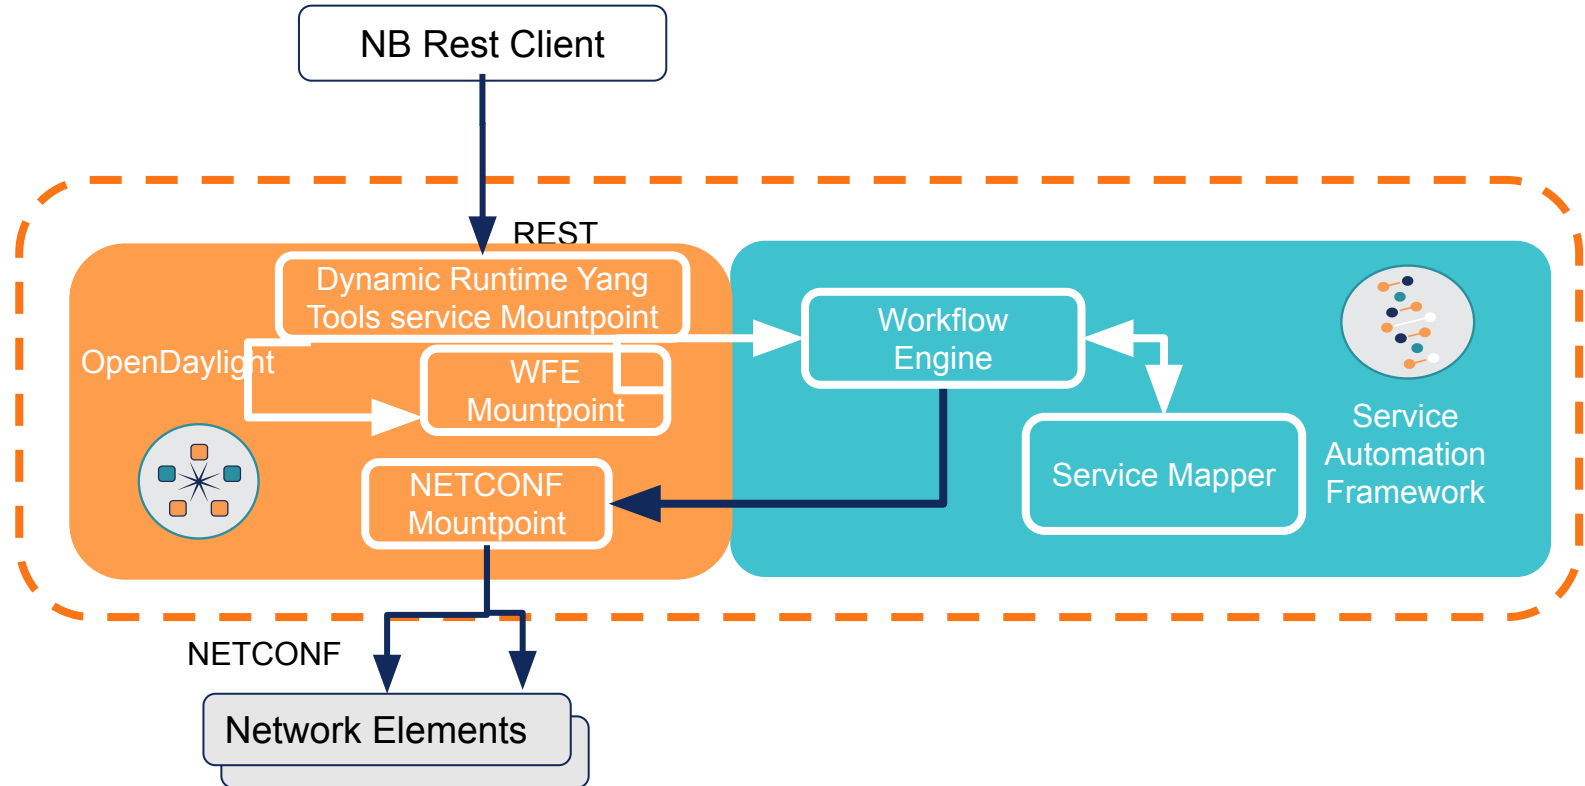 NB Rest Client
REST
Dynamic Runtime Yang
Tools service Mountpoint
OpenDaylight
WFE
Mountpoint
NETCONF
Mountpoint
Workflow
Engine
Service Mapper
Service
Automation
Framework
NETCONF
Network Elements